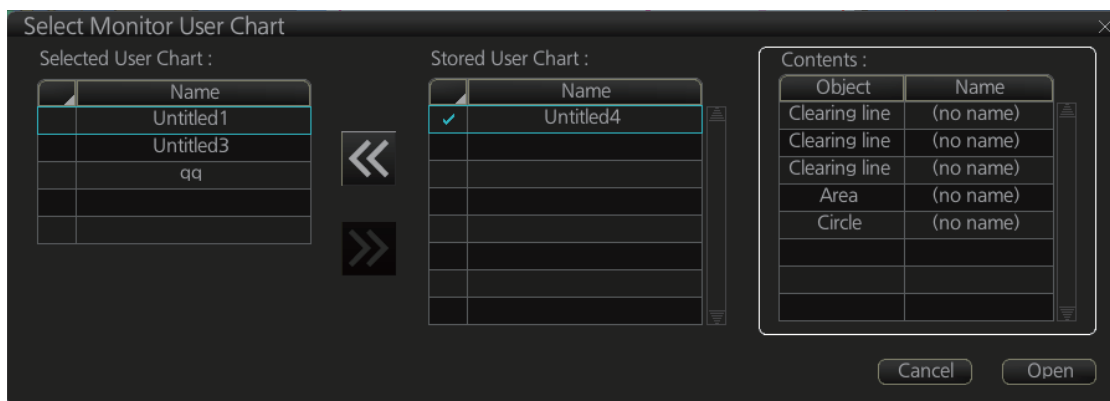 Select Monitor User Chart
Selected User Chart :
Name
Untitled1
Untitled3
qq
Stored User Chart :
Name
Untitled4
Contents :
Object Name
Clearing line (no name)
Clearing line (no name)
Clearing line (no name)
Area (no name)
Circle (no name)
Cancel Open